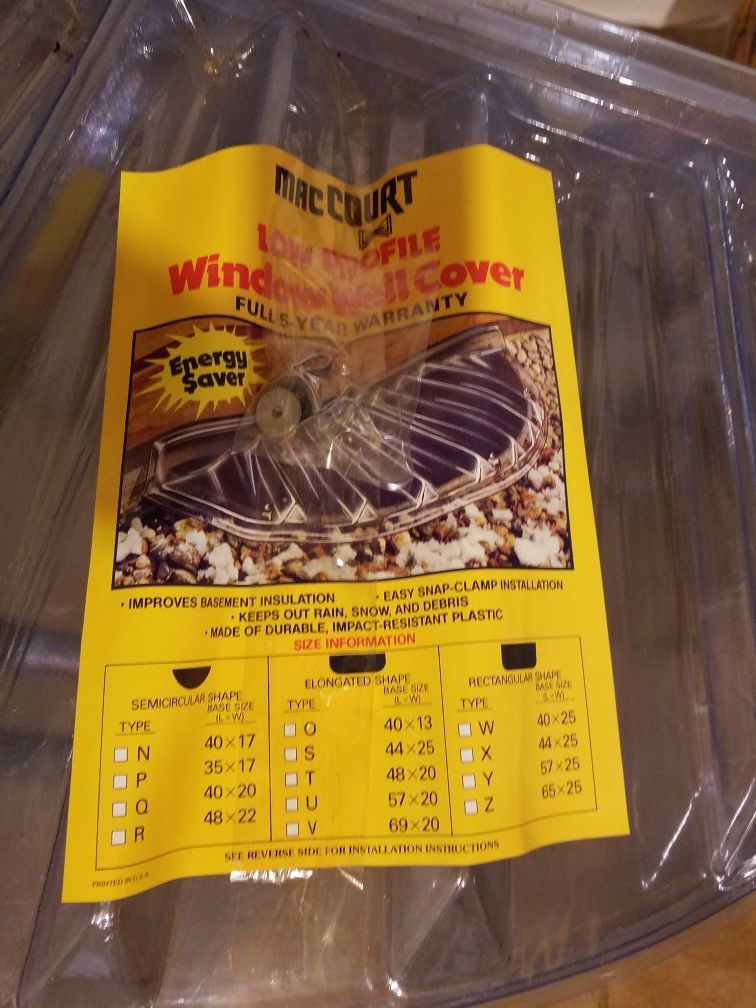 MAC COURT
LOW PROFILE
Window Well Cover
FULL 5-YEAR WARRANTY
Energy
$aver
• IMPROVES BASEMENT INSULATION • EASY SNAP-CLAMP INSTALLATION
• KEEPS OUT RAIN, SNOW, AND DEBRIS
• MADE OF DURABLE, IMPACT-RESISTANT PLASTIC
SIZE INFORMATION
SEMICIRCULAR SHAPE
TYPE BASE SIZE
(L×W)
N 40×17
P 35×17
Q 40×20
R 48×22
ELONGATED SHAPE
TYPE BASE SIZE
(L×W)
O 40×13
S 44×25
T 48×20
U 57×20
V 69×20
RECTANGULAR SHAPE
TYPE BASE SIZE
(L×W)
W 40×25
X 44×25
Y 57×25
Z 65×25
SEE REVERSE SIDE FOR INSTALLATION INSTRUCTIONS
PRINTED IN U.S.A.